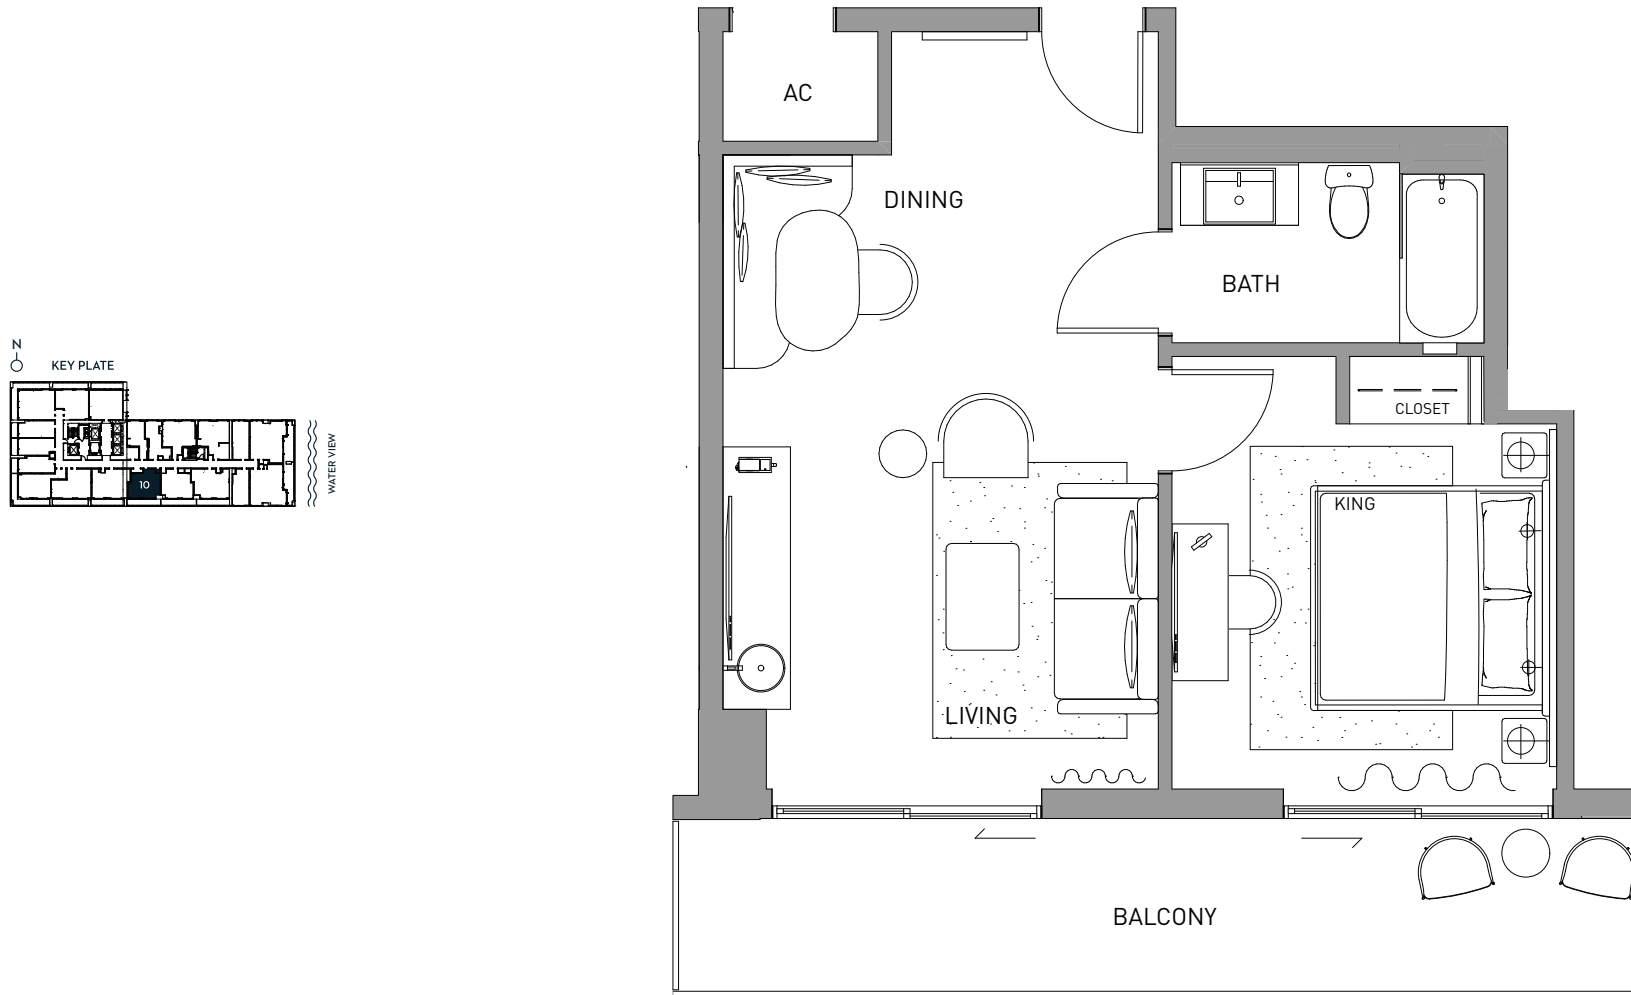 N
KEY PLATE
10
WATER VIEW
AC
DINING
BATH
CLOSET
KING
LIVING
BALCONY